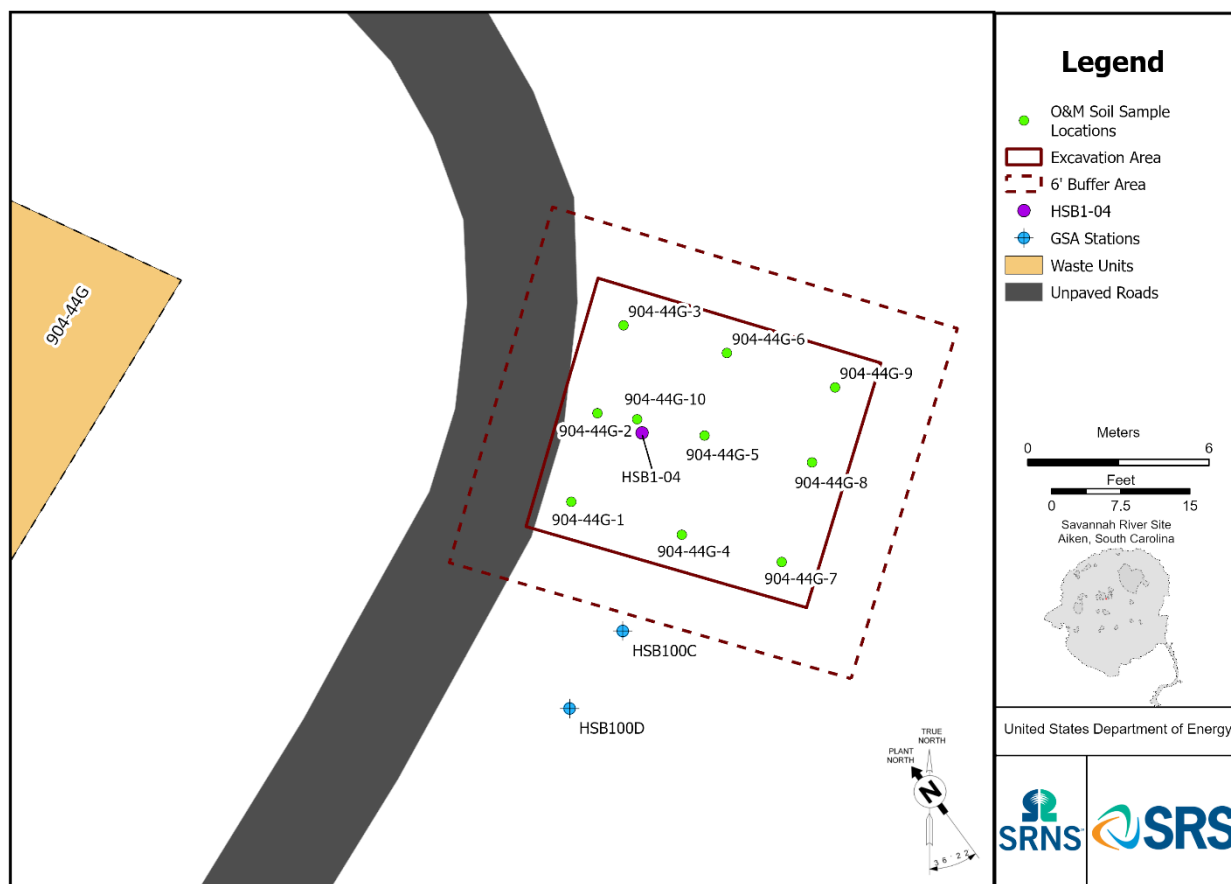 904-44G
904-44G-3
904-44G-6
904-44G-9
904-44G-10
904-44G-2
904-44G-5
904-44G-8
HSB1-04
904-44G-1
904-44G-4
904-44G-7
HSB100C
HSB100D
TRUE
NORTH
PLANT
NORTH
N
36-22
Legend
O&M Soil Sample
Locations
Excavation Area
6' Buffer Area
HSB1-04
GSA Stations
Waste Units
Unpaved Roads
Meters
0 6
Feet
0 7.5 15
Savannah River Site
Aiken, South Carolina
United States Department of Energy
SRNS
SRS